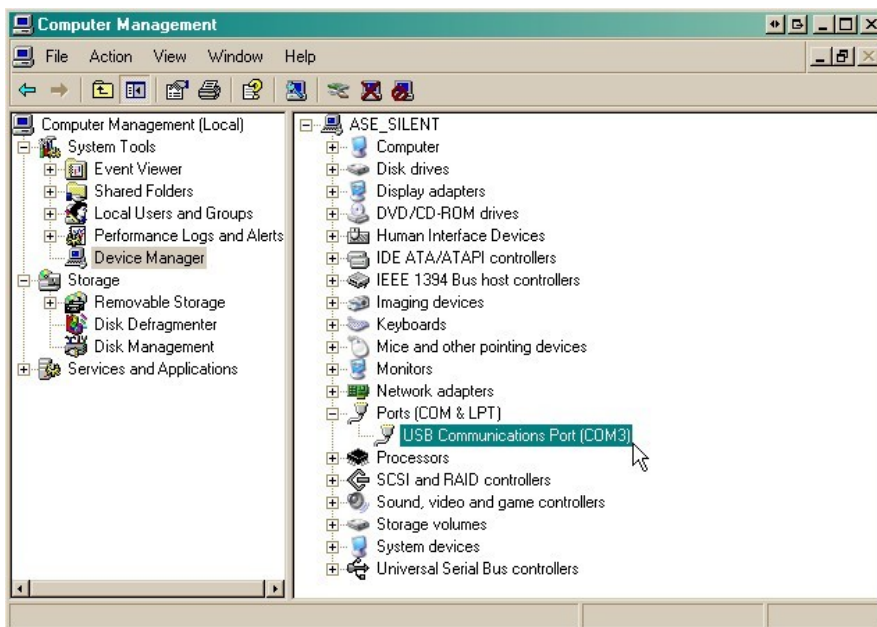 Computer Management
File Action View Window Help
Computer Management (Local)
System Tools
Event Viewer
Shared Folders
Local Users and Groups
Performance Logs and Alerts
Device Manager
Storage
Removable Storage
Disk Defragmenter
Disk Management
Services and Applications
ASE_SILENT
Computer
Disk drives
Display adapters
DVD/CD-ROM drives
Human Interface Devices
IDE ATA/ATAPI controllers
IEEE 1394 Bus host controllers
Imaging devices
Keyboards
Mice and other pointing devices
Monitors
Network adapters
Ports (COM & LPT)
USB Communications Port (COM3)
Processors
SCSI and RAID controllers
Sound, video and game controllers
Storage volumes
System devices
Universal Serial Bus controllers